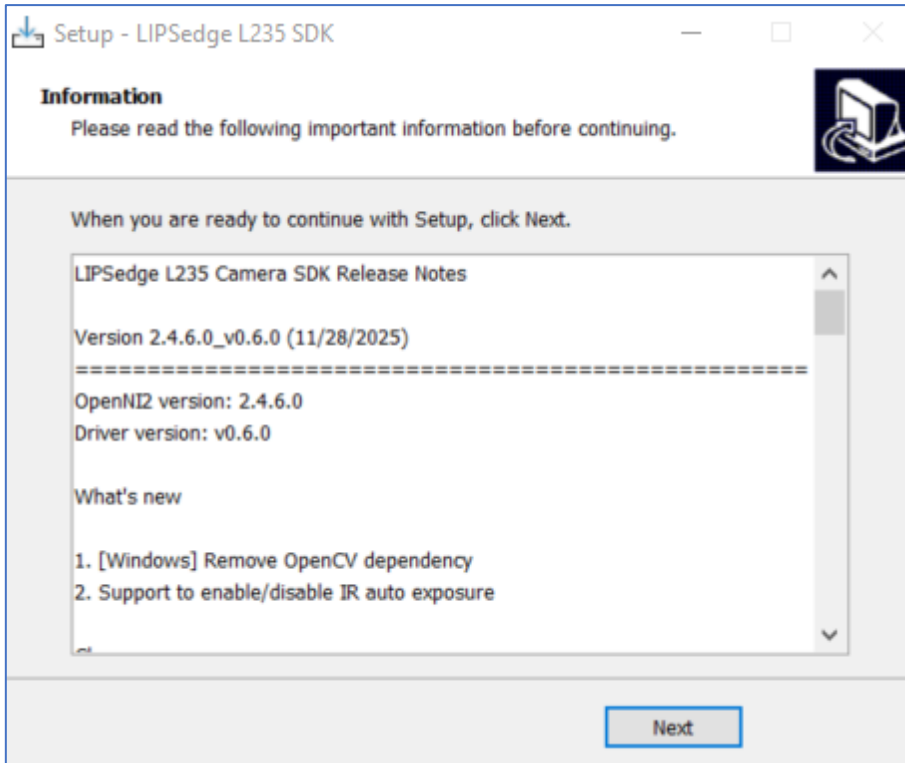 Setup - LIPSedge L235 SDK
Information
Please read the following important information before continuing.
When you are ready to continue with Setup, click Next.
LIPSedge L235 Camera SDK Release Notes
Version 2.4.6.0_v0.6.0 (11/28/2025)
====================================================
OpenNI2 version: 2.4.6.0
Driver version: v0.6.0
What's new
1. [Windows] Remove OpenCV dependency
2. Support to enable/disable IR auto exposure
Next